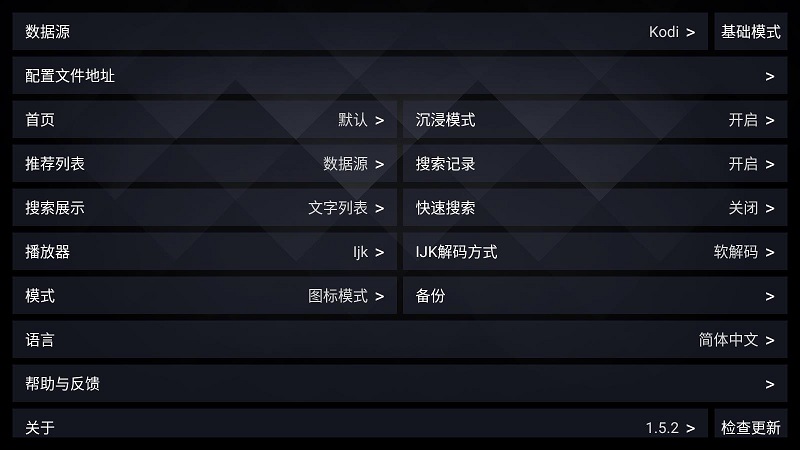 数据源 Kodi > 基础模式
配置文件地址 >
首页 默认 > 沉浸模式 开启 >
推荐列表 数据源 > 搜索记录 开启 >
搜索展示 文字列表 > 快速搜索 关闭 >
播放器 Ijk > IJK解码方式 软解码 >
模式 图标模式 > 备份 >
语言 简体中文 >
帮助与反馈 >
关于 1.5.2 > 检查更新